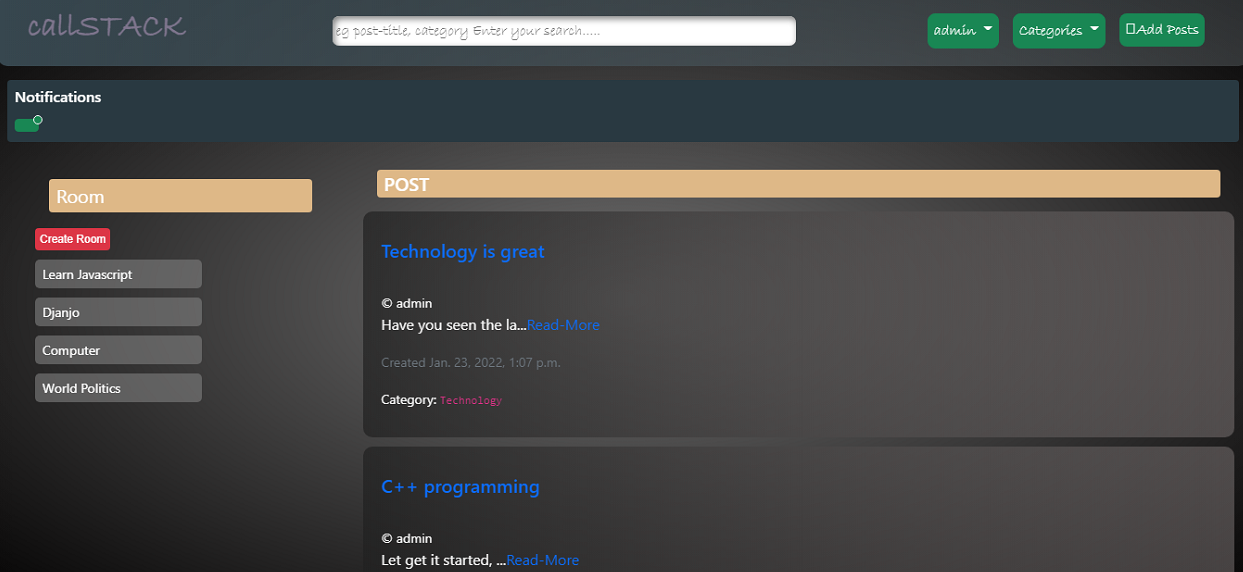 callSTACK
eg post-title, category Enter your search.....
admin
Categories
Add Posts
Notifications
Room
Create Room
Learn Javascript
Djanjo
Computer
World Politics
POST
Technology is great
© admin
Have you seen the la...Read-More
Created Jan. 23, 2022, 1:07 p.m.
Category: Technology
C++ programming
© admin
Let get it started, ...Read-More